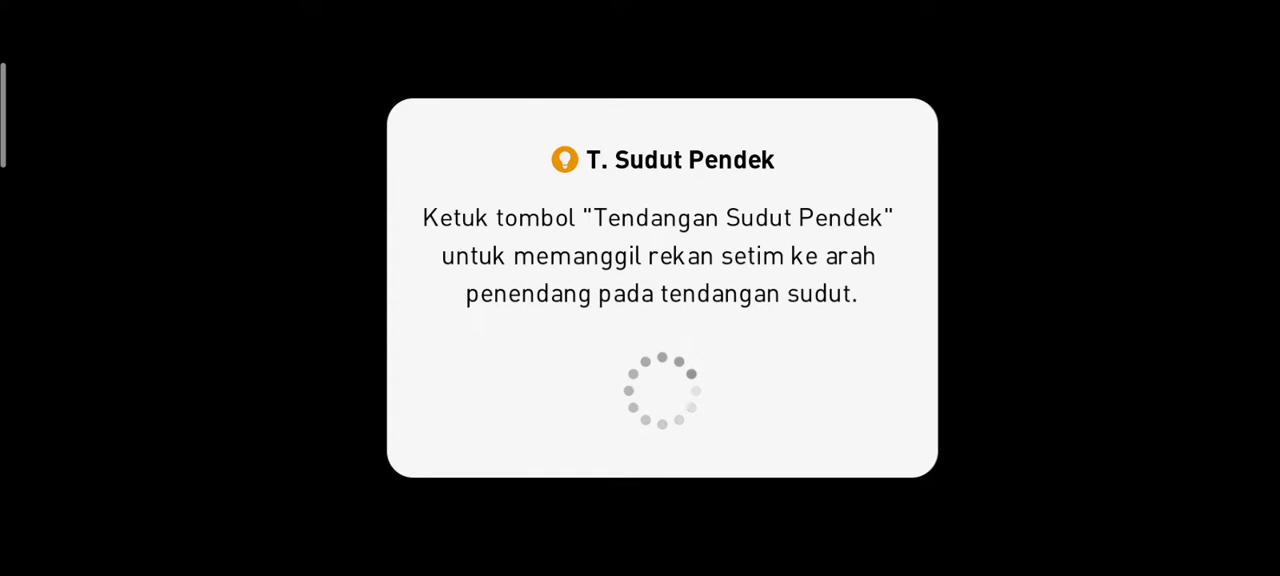 T. Sudut Pendek
Ketuk tombol "Tendangan Sudut Pendek"
untuk memanggil rekan setim ke arah
penendang pada tendangan sudut.